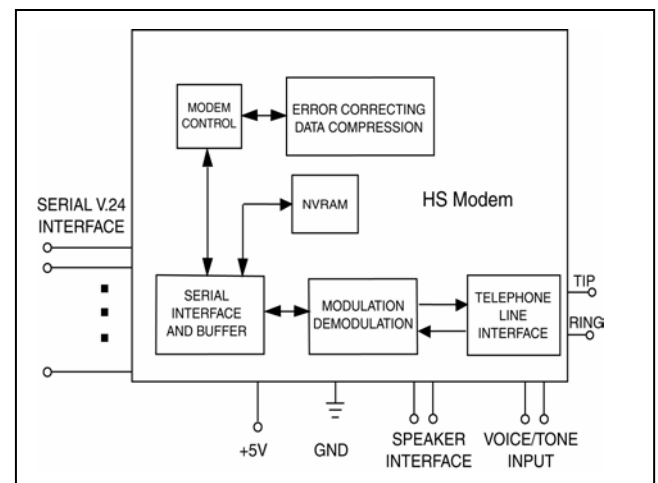 MODEM
CONTROL
ERROR CORRECTING
DATA COMPRESSION
NVRAM
HS Modem
SERIAL V.24
INTERFACE
SERIAL
INTERFACE
AND BUFFER
MODULATION
DEMODULATION
TELEPHONE
LINE
INTERFACE
TIP
RING
+5V
GND
SPEAKER
INTERFACE
VOICE/TONE
INPUT